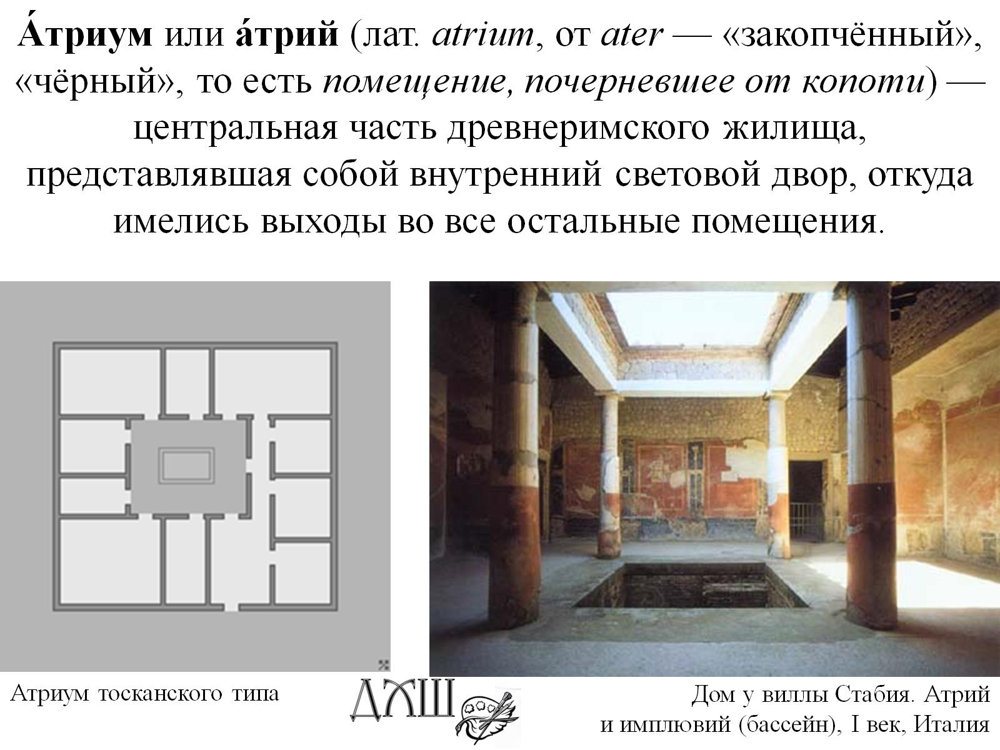 А́триум или а́трий (лат. atrium, от ater — «закопчённый»,
«чёрный», то есть помещение, почерневшее от копоти) —
центральная часть древнеримского жилища,
представлявшая собой внутренний световой двор, откуда
имелись выходы во все остальные помещения.
Атриум тосканского типа
ДХШ
Дом у виллы Стабия. Атрий
и имплювий (бассейн), I век, Италия